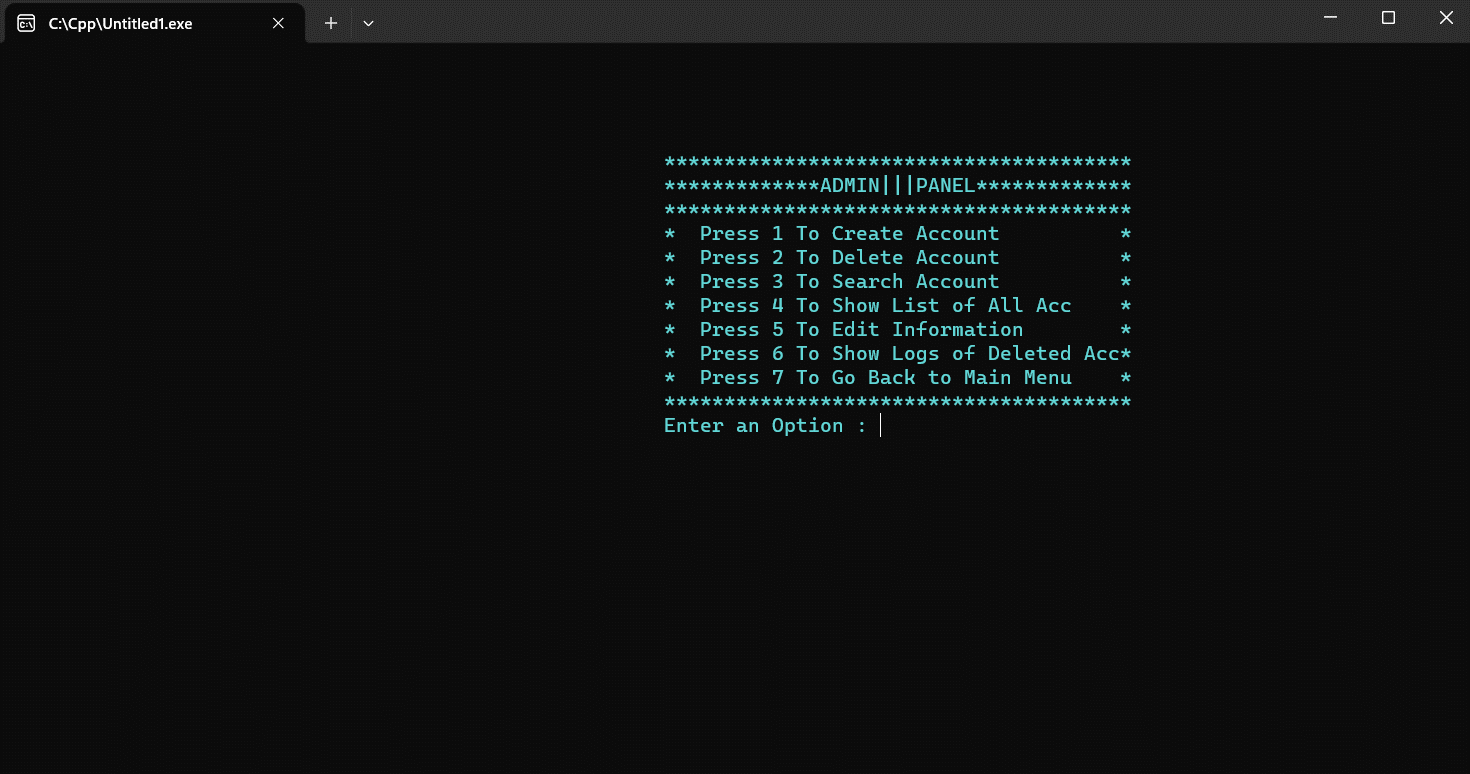 C:\Cpp\Untitled1.exe
***************************************
*************ADMIN|||PANEL*************
***************************************
*  Press 1 To Create Account          *
*  Press 2 To Delete Account          *
*  Press 3 To Search Account          *
*  Press 4 To Show List of All Acc    *
*  Press 5 To Edit Information        *
*  Press 6 To Show Logs of Deleted Acc*
*  Press 7 To Go Back to Main Menu    *
***************************************
Enter an Option :